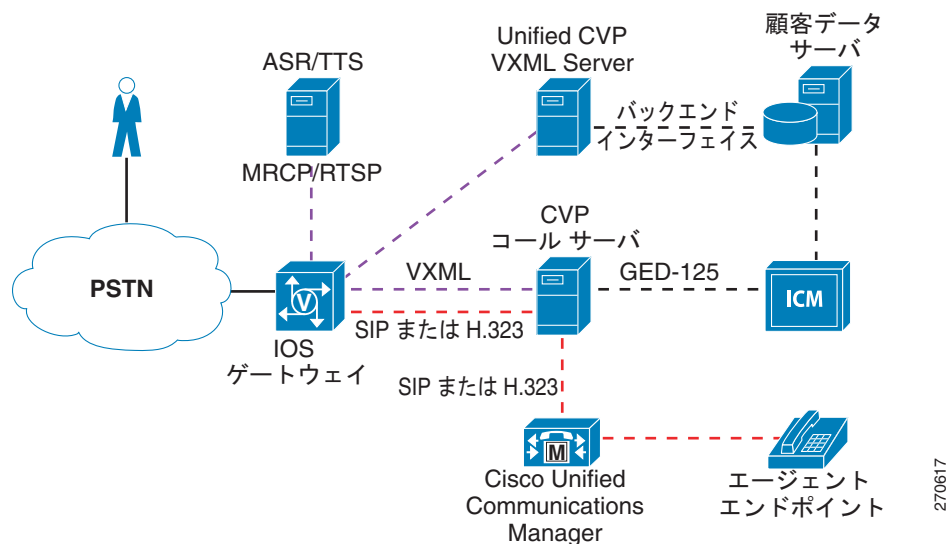 ASR/TTS
MRCP/RTSP
Unified CVP
VXML Server
顧客データ
サーバ
バックエンド
インターフェイス
PSTN
V
IOS
ゲートウェイ
VXML
SIP または H.323
CVP
コール サーバ
GED-125
ICM
SIP または H.323
M
Cisco Unified
Communications
Manager
エージェント
エンドポイント
270617